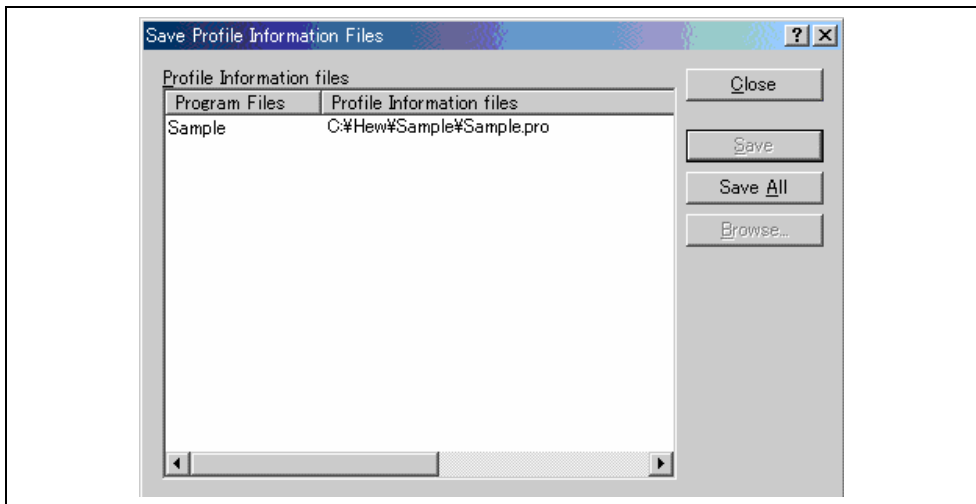 Save Profile Information Files
Profile Information files
Program Files Profile Information files
Sample C:¥Hew¥Sample¥Sample.pro
Close
Save
Save All
Browse...